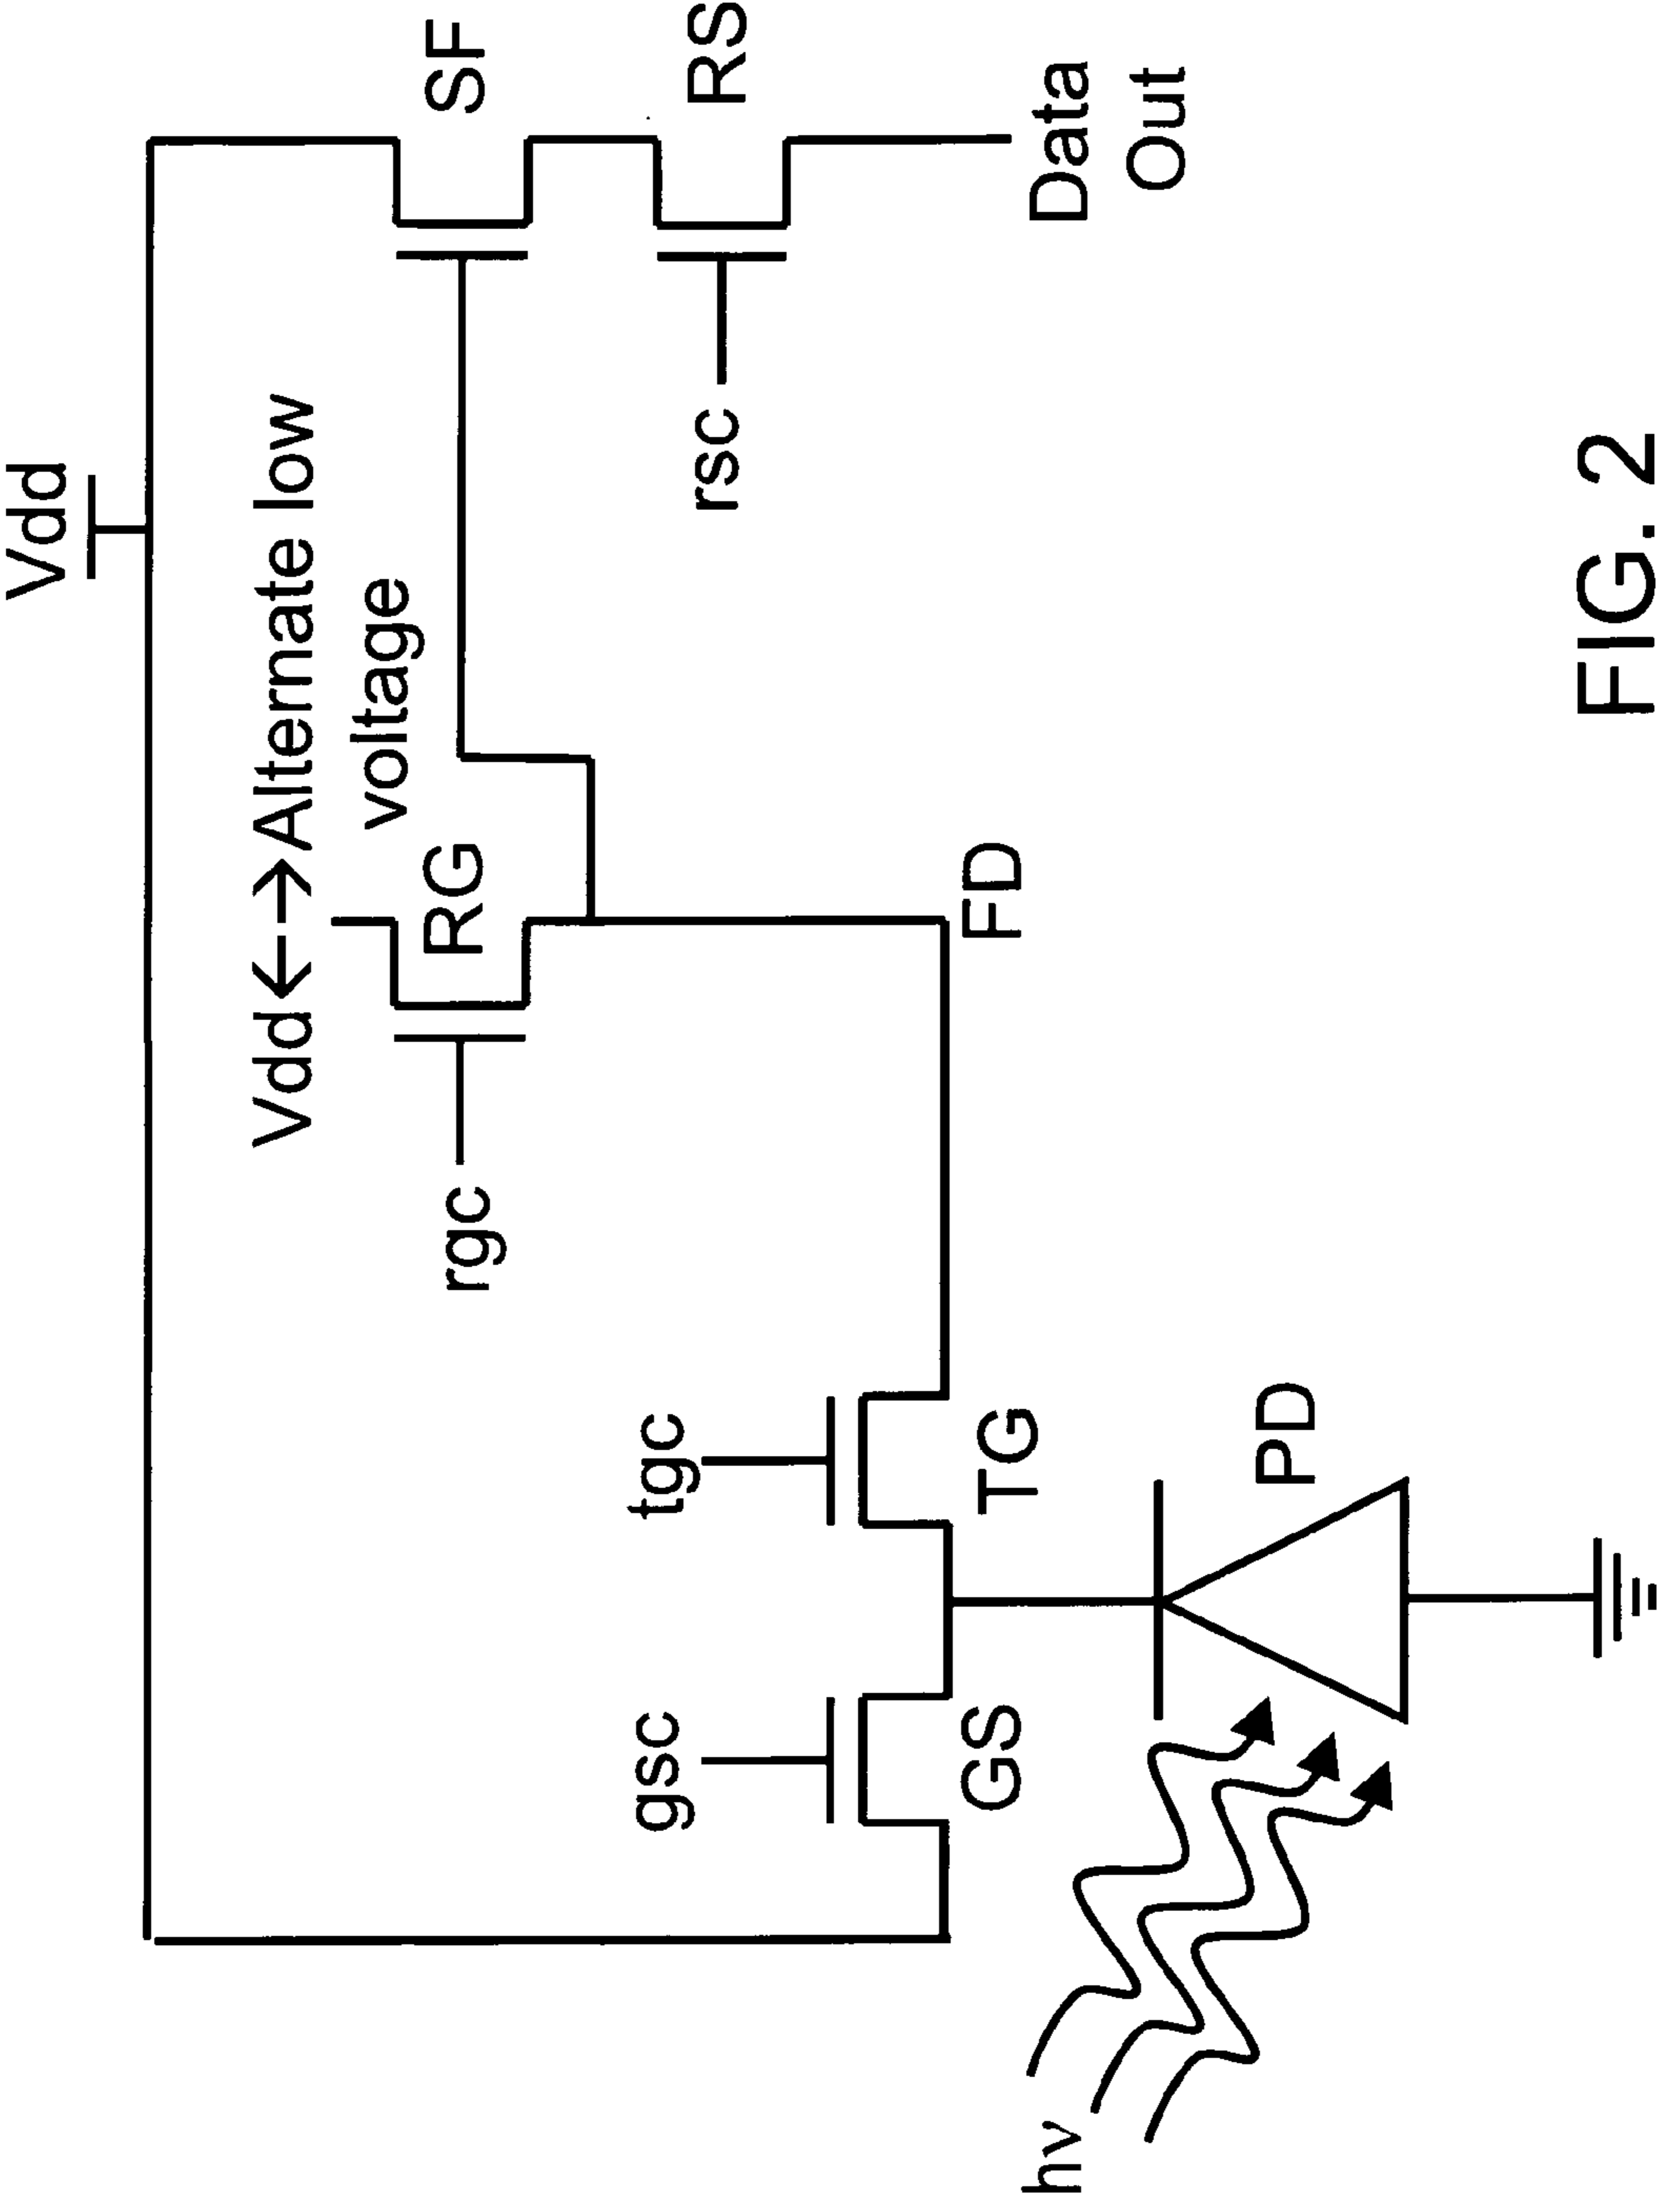 Vdd
Vdd ←→ Alternate low
voltage
rgc
RG
SF
gsc
tgc
rsc
RS
GS
TG
FD
hν
PD
Data
Out
FIG. 2